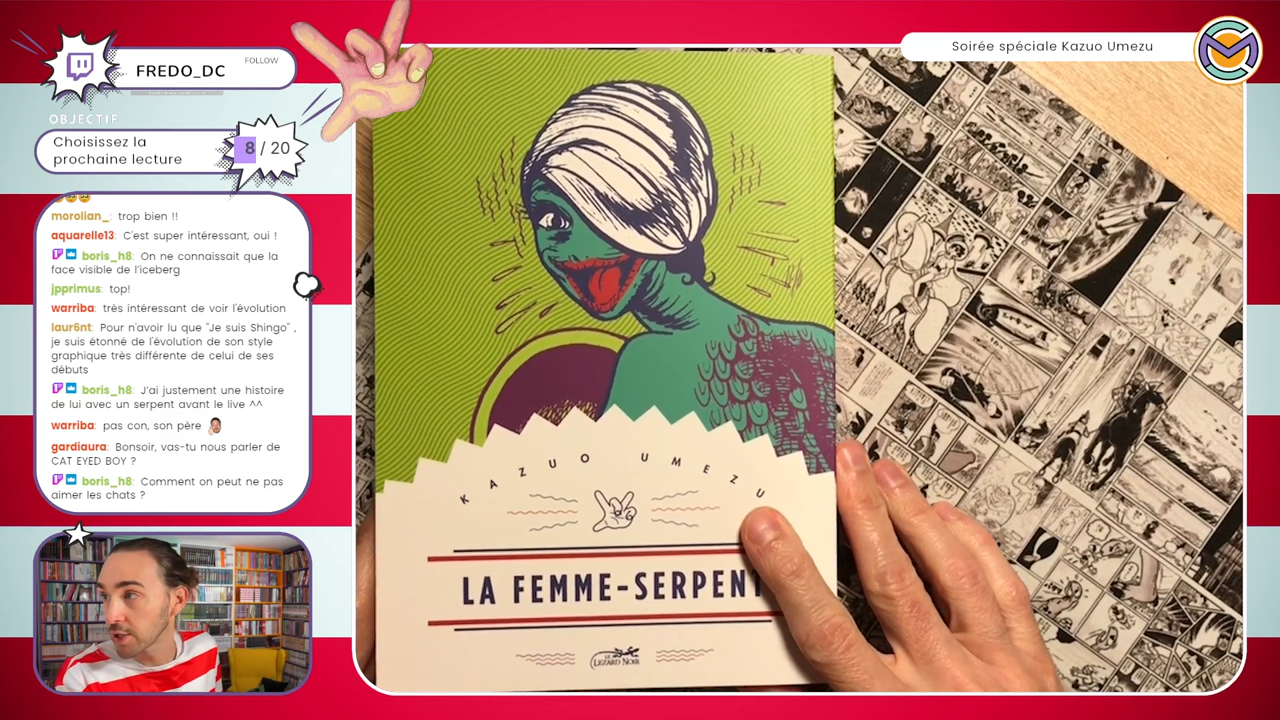 FREDO_DC
FOLLOW
OBJECTIF
Choisissez la
prochaine lecture
8 / 20
morolian_: trop bien !!
aquarelle13: C'est super intéressant, oui !
boris_h8: On ne connaissait que la
face visible de l'iceberg
jpprimus: top!
warriba: très intéressant de voir l'évolution
laur6nt: Pour n'avoir lu que "Je suis Shingo" ,
je suis étonné de l'évolution de son style
graphique très différente de celui de ses
débuts
boris_h8: J'ai justement une histoire
de lui avec un serpent avant le live ^^
warriba: pas con, son père
gardiaura: Bonsoir, vas-tu nous parler de
CAT EYED BOY ?
boris_h8: Comment on peut ne pas
aimer les chats ?
Soirée spéciale Kazuo Umezu
KAZUO UMEZU
LA FEMME-SERPENT
LE
LÉZARD NOIR